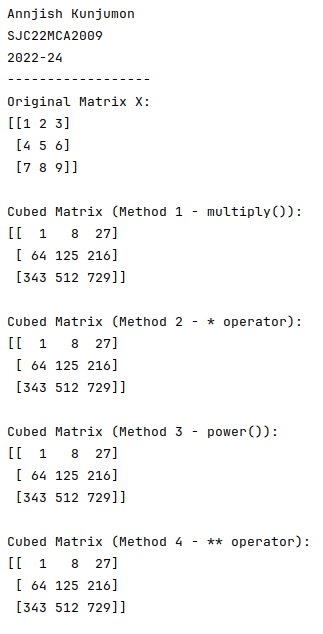 Annjish Kunjumon
SJC22MCA2009
2022-24
------------------
Original Matrix X:
[[1 2 3]
 [4 5 6]
 [7 8 9]]

Cubed Matrix (Method 1 - multiply()):
[[  1   8  27]
 [ 64 125 216]
 [343 512 729]]

Cubed Matrix (Method 2 - * operator):
[[  1   8  27]
 [ 64 125 216]
 [343 512 729]]

Cubed Matrix (Method 3 - power()):
[[  1   8  27]
 [ 64 125 216]
 [343 512 729]]

Cubed Matrix (Method 4 - ** operator):
[[  1   8  27]
 [ 64 125 216]
 [343 512 729]]